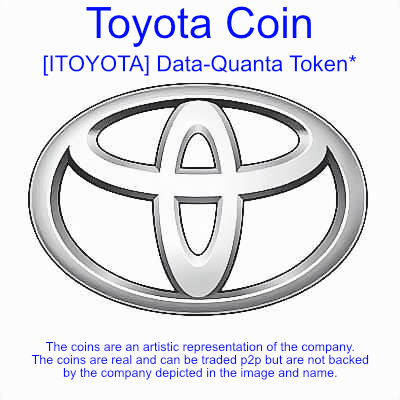 Toyota Coin
[ITOYOTA] Data-Quanta Token*
The coins are an artistic representation of the company.
The coins are real and can be traded p2p but are not backed
by the company depicted in the image and name.